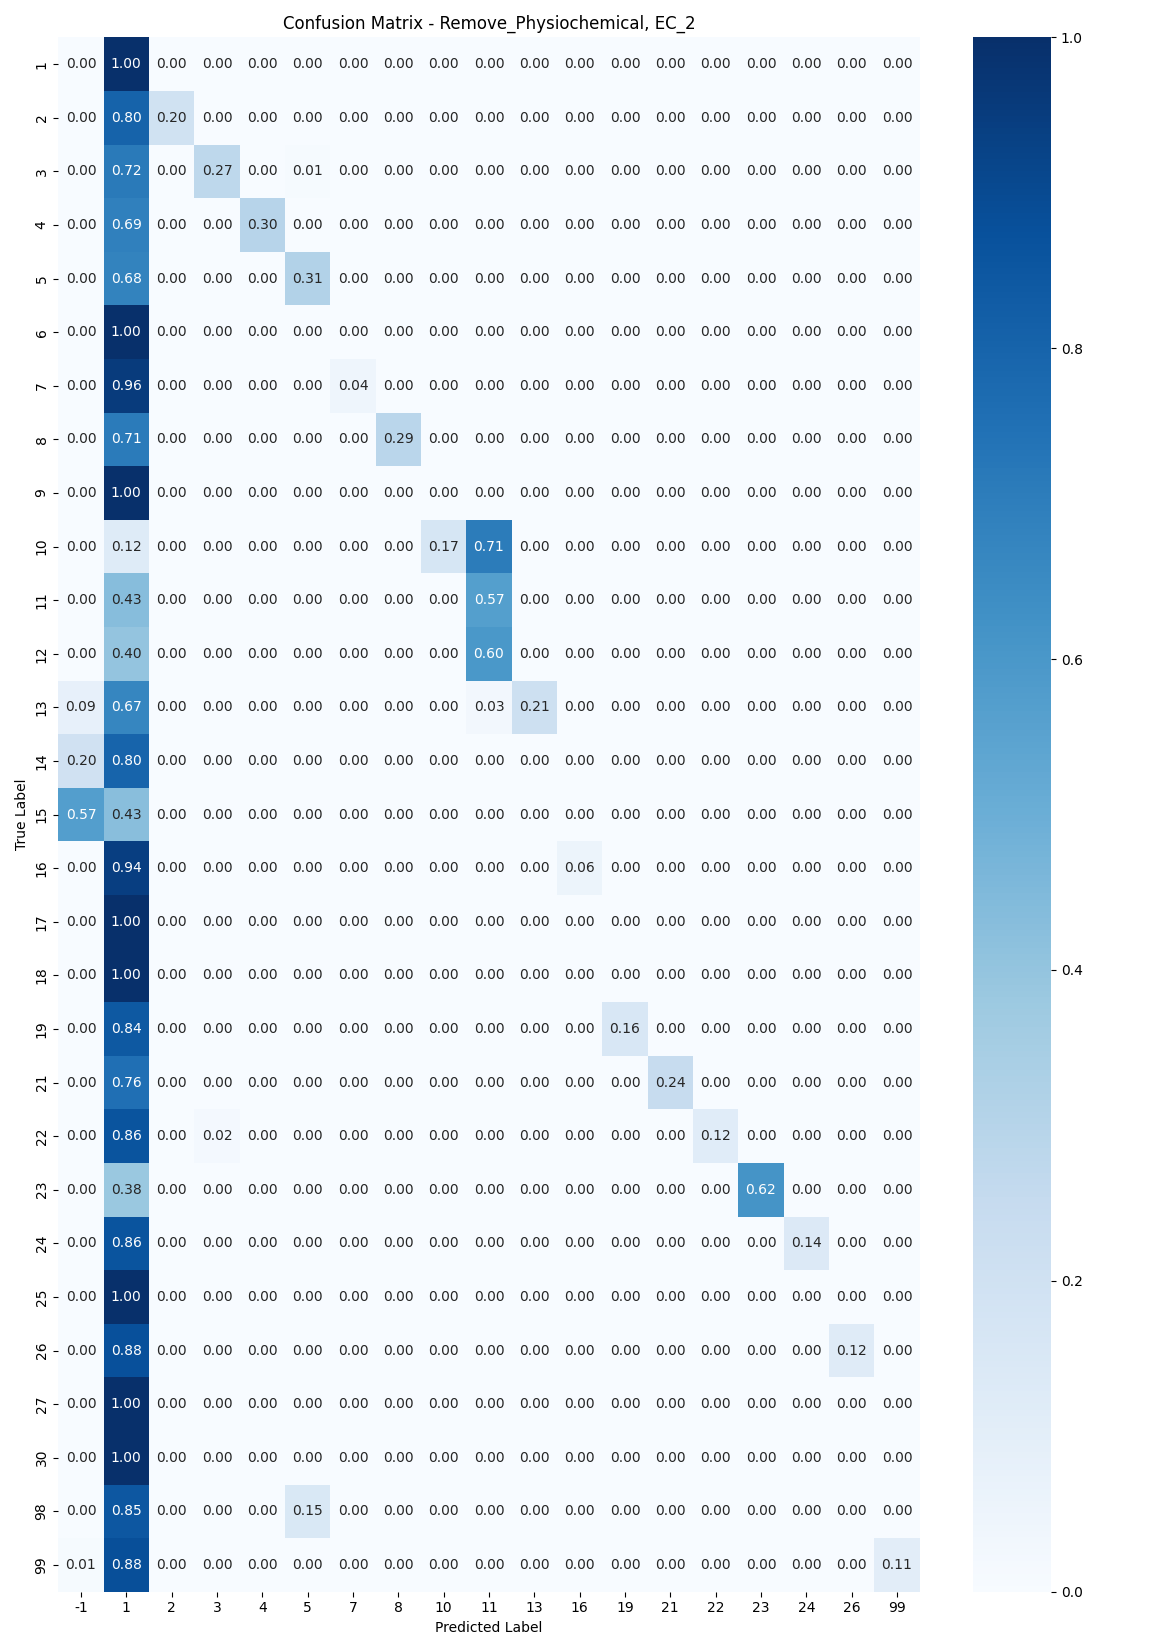 Confusion Matrix - Remove_Physiochemical, EC_2
1 0.00 1.00 0.00 0.00 0.00 0.00 0.00 0.00 0.00 0.00 0.00 0.00 0.00 0.00 0.00 0.00 0.00 0.00 0.00
2 0.00 0.80 0.20 0.00 0.00 0.00 0.00 0.00 0.00 0.00 0.00 0.00 0.00 0.00 0.00 0.00 0.00 0.00 0.00
3 0.00 0.72 0.00 0.27 0.00 0.01 0.00 0.00 0.00 0.00 0.00 0.00 0.00 0.00 0.00 0.00 0.00 0.00 0.00
4 0.00 0.69 0.00 0.00 0.30 0.00 0.00 0.00 0.00 0.00 0.00 0.00 0.00 0.00 0.00 0.00 0.00 0.00 0.00
5 0.00 0.68 0.00 0.00 0.00 0.31 0.00 0.00 0.00 0.00 0.00 0.00 0.00 0.00 0.00 0.00 0.00 0.00 0.00
6 0.00 1.00 0.00 0.00 0.00 0.00 0.00 0.00 0.00 0.00 0.00 0.00 0.00 0.00 0.00 0.00 0.00 0.00 0.00
7 0.00 0.96 0.00 0.00 0.00 0.00 0.04 0.00 0.00 0.00 0.00 0.00 0.00 0.00 0.00 0.00 0.00 0.00 0.00
8 0.00 0.71 0.00 0.00 0.00 0.00 0.00 0.29 0.00 0.00 0.00 0.00 0.00 0.00 0.00 0.00 0.00 0.00 0.00
9 0.00 1.00 0.00 0.00 0.00 0.00 0.00 0.00 0.00 0.00 0.00 0.00 0.00 0.00 0.00 0.00 0.00 0.00 0.00
10 0.00 0.12 0.00 0.00 0.00 0.00 0.00 0.00 0.17 0.71 0.00 0.00 0.00 0.00 0.00 0.00 0.00 0.00 0.00
11 0.00 0.43 0.00 0.00 0.00 0.00 0.00 0.00 0.00 0.57 0.00 0.00 0.00 0.00 0.00 0.00 0.00 0.00 0.00
12 0.00 0.40 0.00 0.00 0.00 0.00 0.00 0.00 0.00 0.60 0.00 0.00 0.00 0.00 0.00 0.00 0.00 0.00 0.00
13 0.09 0.67 0.00 0.00 0.00 0.00 0.00 0.00 0.00 0.03 0.21 0.00 0.00 0.00 0.00 0.00 0.00 0.00 0.00
14 0.20 0.80 0.00 0.00 0.00 0.00 0.00 0.00 0.00 0.00 0.00 0.00 0.00 0.00 0.00 0.00 0.00 0.00 0.00
15 0.57 0.43 0.00 0.00 0.00 0.00 0.00 0.00 0.00 0.00 0.00 0.00 0.00 0.00 0.00 0.00 0.00 0.00 0.00
16 0.00 0.94 0.00 0.00 0.00 0.00 0.00 0.00 0.00 0.00 0.00 0.06 0.00 0.00 0.00 0.00 0.00 0.00 0.00
17 0.00 1.00 0.00 0.00 0.00 0.00 0.00 0.00 0.00 0.00 0.00 0.00 0.00 0.00 0.00 0.00 0.00 0.00 0.00
18 0.00 1.00 0.00 0.00 0.00 0.00 0.00 0.00 0.00 0.00 0.00 0.00 0.00 0.00 0.00 0.00 0.00 0.00 0.00
19 0.00 0.84 0.00 0.00 0.00 0.00 0.00 0.00 0.00 0.00 0.00 0.00 0.16 0.00 0.00 0.00 0.00 0.00 0.00
21 0.00 0.76 0.00 0.00 0.00 0.00 0.00 0.00 0.00 0.00 0.00 0.00 0.00 0.24 0.00 0.00 0.00 0.00 0.00
22 0.00 0.86 0.00 0.02 0.00 0.00 0.00 0.00 0.00 0.00 0.00 0.00 0.00 0.00 0.12 0.00 0.00 0.00 0.00
23 0.00 0.38 0.00 0.00 0.00 0.00 0.00 0.00 0.00 0.00 0.00 0.00 0.00 0.00 0.00 0.62 0.00 0.00 0.00
24 0.00 0.86 0.00 0.00 0.00 0.00 0.00 0.00 0.00 0.00 0.00 0.00 0.00 0.00 0.00 0.00 0.14 0.00 0.00
25 0.00 1.00 0.00 0.00 0.00 0.00 0.00 0.00 0.00 0.00 0.00 0.00 0.00 0.00 0.00 0.00 0.00 0.00 0.00
26 0.00 0.88 0.00 0.00 0.00 0.00 0.00 0.00 0.00 0.00 0.00 0.00 0.00 0.00 0.00 0.00 0.00 0.12 0.00
27 0.00 1.00 0.00 0.00 0.00 0.00 0.00 0.00 0.00 0.00 0.00 0.00 0.00 0.00 0.00 0.00 0.00 0.00 0.00
30 0.00 1.00 0.00 0.00 0.00 0.00 0.00 0.00 0.00 0.00 0.00 0.00 0.00 0.00 0.00 0.00 0.00 0.00 0.00
98 0.00 0.85 0.00 0.00 0.00 0.15 0.00 0.00 0.00 0.00 0.00 0.00 0.00 0.00 0.00 0.00 0.00 0.00 0.00
99 0.01 0.88 0.00 0.00 0.00 0.00 0.00 0.00 0.00 0.00 0.00 0.00 0.00 0.00 0.00 0.00 0.00 0.00 0.11
-1 1 2 3 4 5 7 8 10 11 13 16 19 21 22 23 24 26 99
Predicted Label
True Label
1.0
0.8
0.6
0.4
0.2
0.0